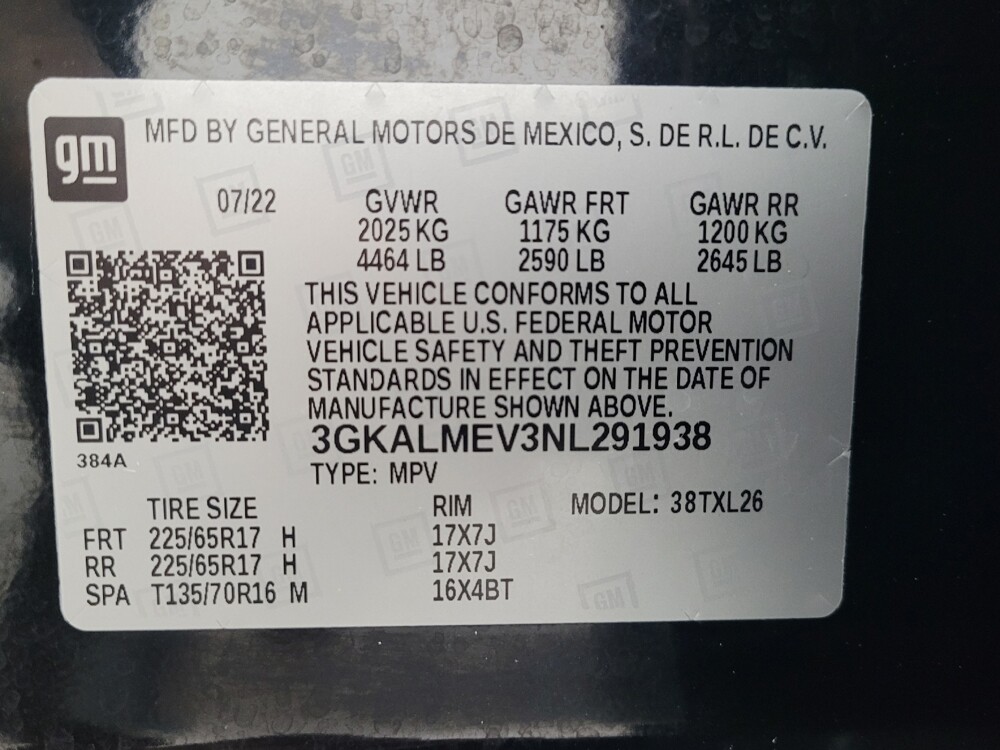 gm
MFD BY GENERAL MOTORS DE MEXICO, S. DE R.L. DE C.V.
07/22 GVWR GAWR FRT GAWR RR
2025 KG 1175 KG 1200 KG
4464 LB 2590 LB 2645 LB
THIS VEHICLE CONFORMS TO ALL
APPLICABLE U.S. FEDERAL MOTOR
VEHICLE SAFETY AND THEFT PREVENTION
STANDARDS IN EFFECT ON THE DATE OF
MANUFACTURE SHOWN ABOVE.
3GKALMEV3NL291938
384A
TYPE: MPV
TIRE SIZE RIM MODEL: 38TXL26
FRT 225/65R17 H 17X7J
RR 225/65R17 H 17X7J
SPA T135/70R16 M 16X4BT